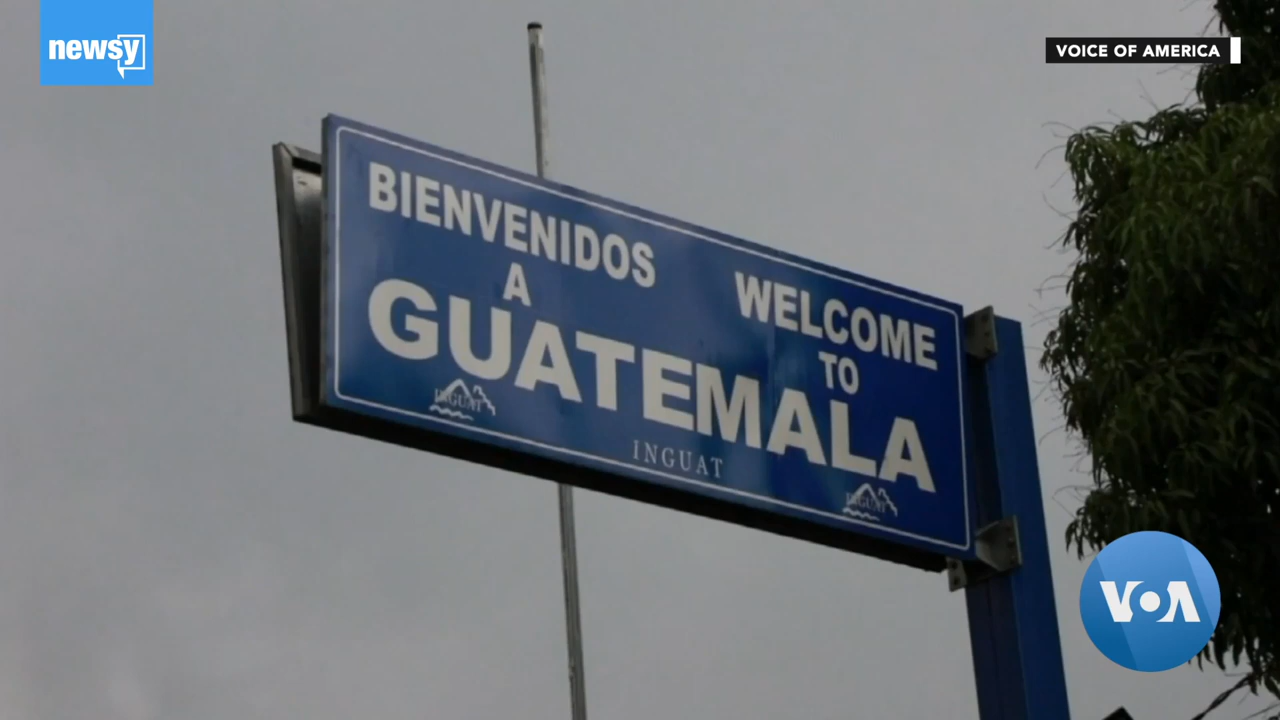 newsy
VOICE OF AMERICA
BIENVENIDOS
A
WELCOME
TO
GUATEMALA
INGUAT
INGUAT
INGUAT
VOA